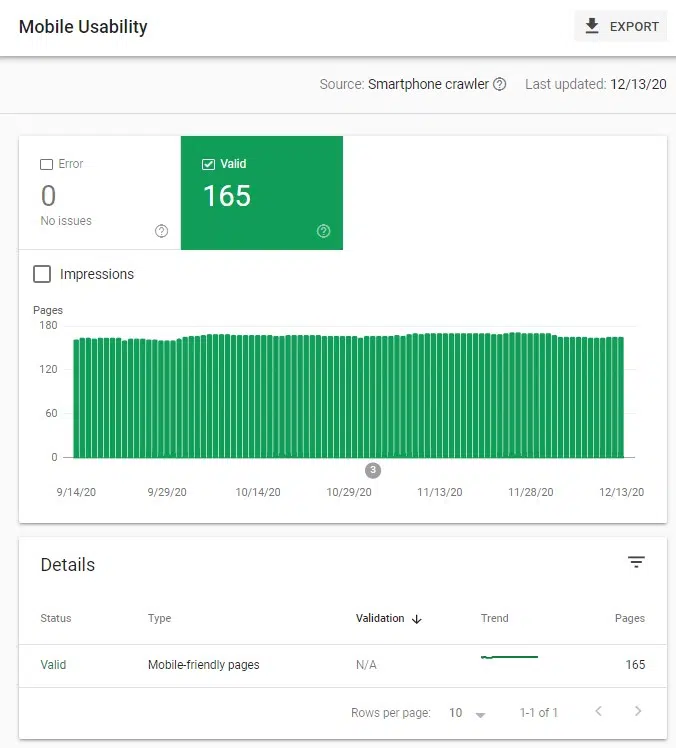 Mobile Usability
EXPORT
Source: Smartphone crawler Last updated: 12/13/20
Error
0
No issues
Valid
165
Impressions
Pages
180
120
60
0
3
9/14/20 9/29/20 10/14/20 10/29/20 11/13/20 11/28/20 12/13/20
Details
Status Type Validation Trend Pages
Valid Mobile-friendly pages N/A 165
Rows per page: 10 1-1 of 1